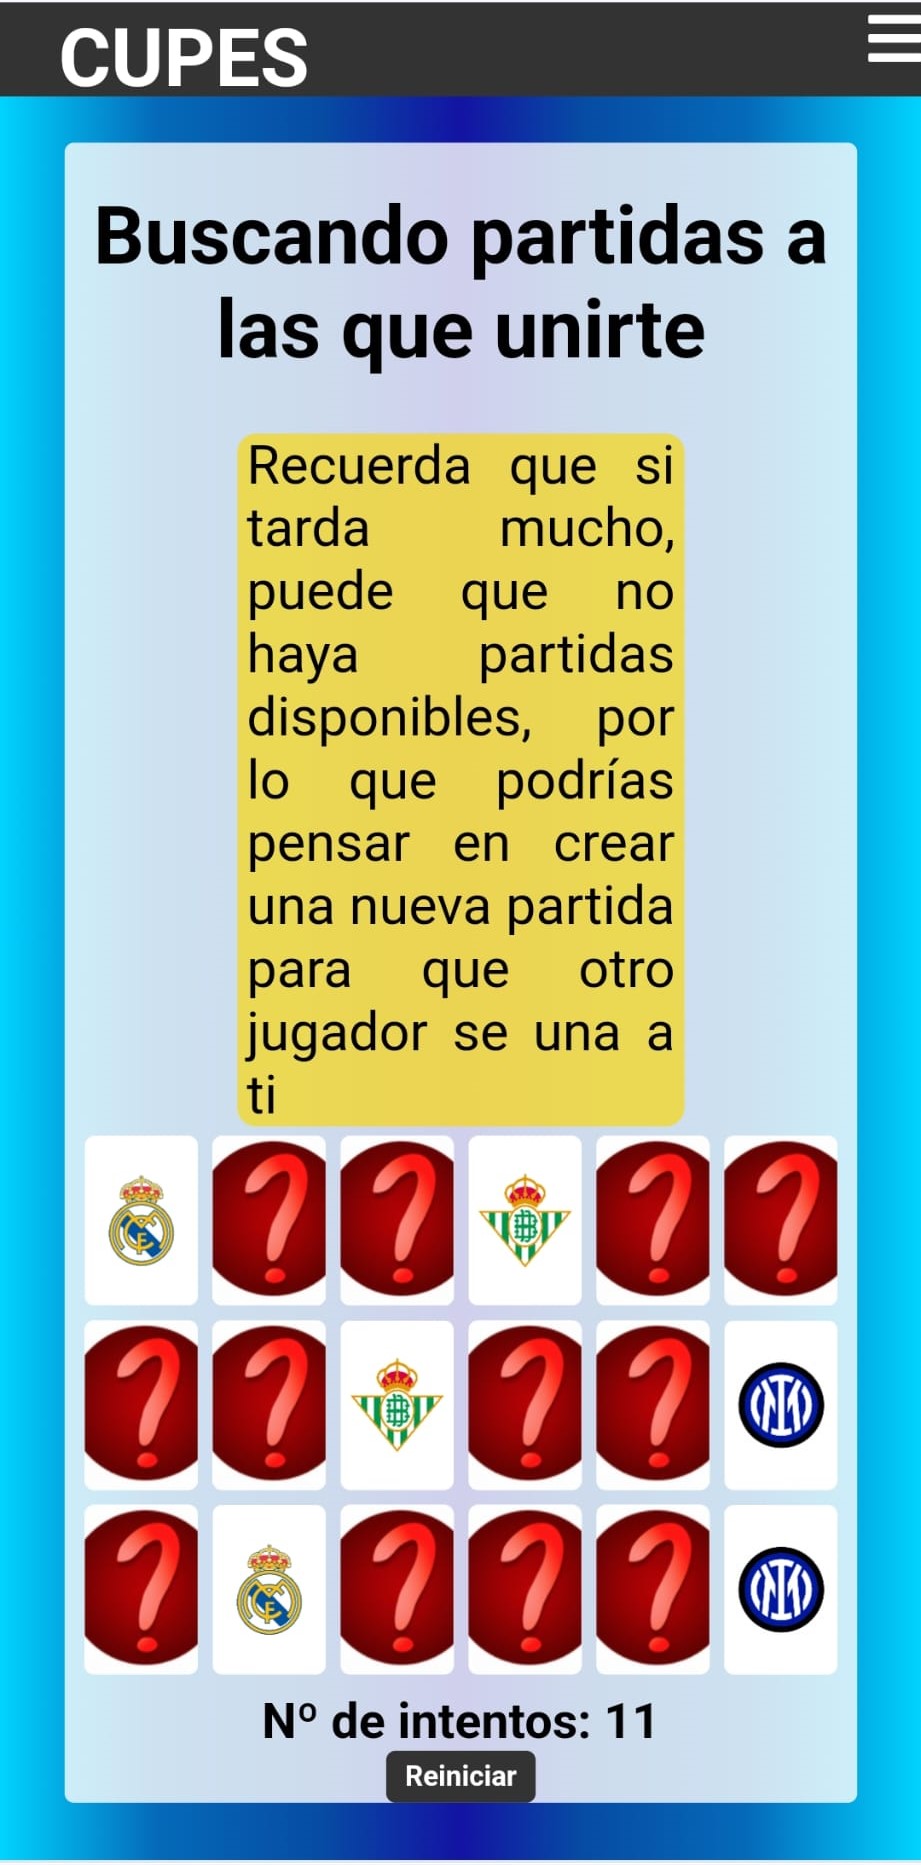 CUPES
Buscando partidas a
las que unirte
Recuerda que si
tarda mucho,
puede que no
haya partidas
disponibles, por
lo que podrías
pensar en crear
una nueva partida
para que otro
jugador se una a
ti
? ? ? ?
? ? ? ?
? ? ? ?
Nº de intentos: 11
Reiniciar